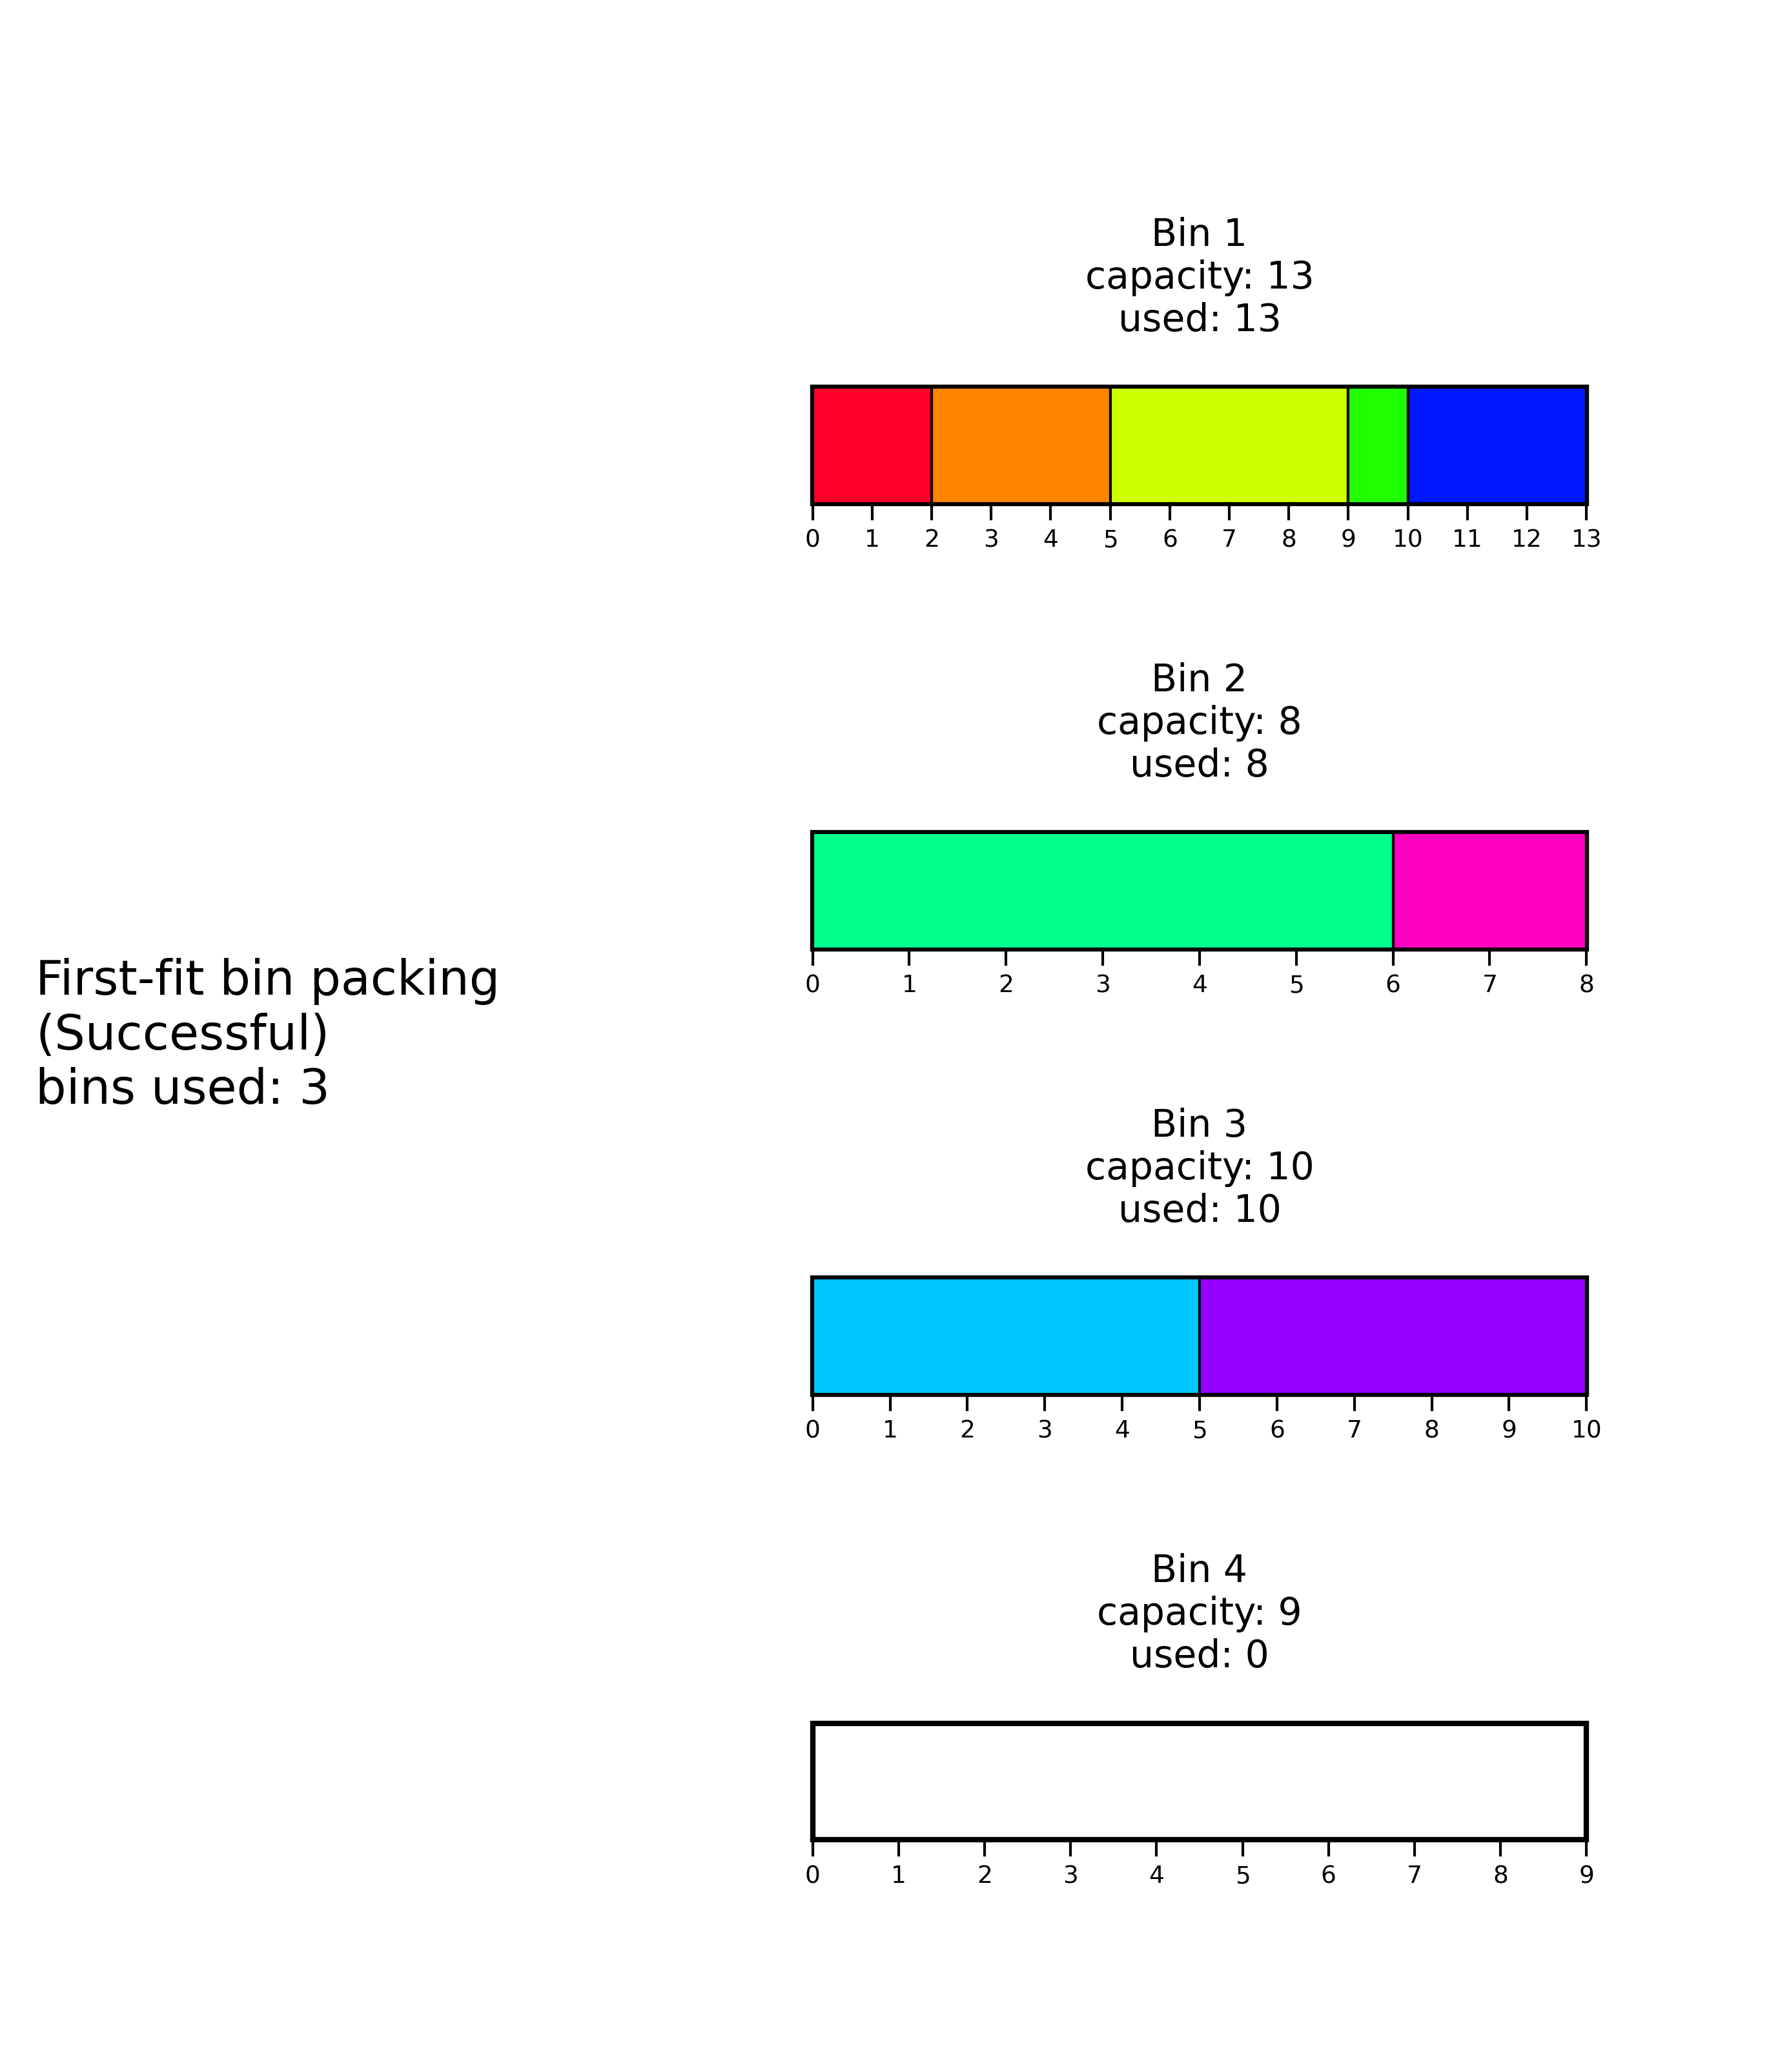 Bin 1
capacity: 13
used: 13
0 1 2 3 4 5 6 7 8 9 10 11 12 13
Bin 2
capacity: 8
used: 8
0 1 2 3 4 5 6 7 8
First-fit bin packing
(Successful)
bins used: 3
Bin 3
capacity: 10
used: 10
0 1 2 3 4 5 6 7 8 9 10
Bin 4
capacity: 9
used: 0
0 1 2 3 4 5 6 7 8 9